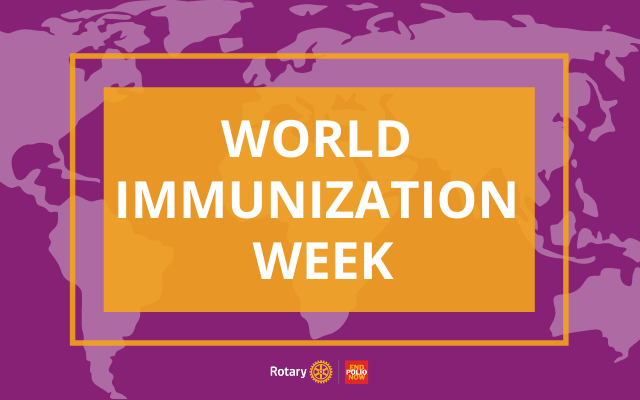 WORLD
IMMUNIZATION
WEEK
Rotary
END
POLIO
NOW